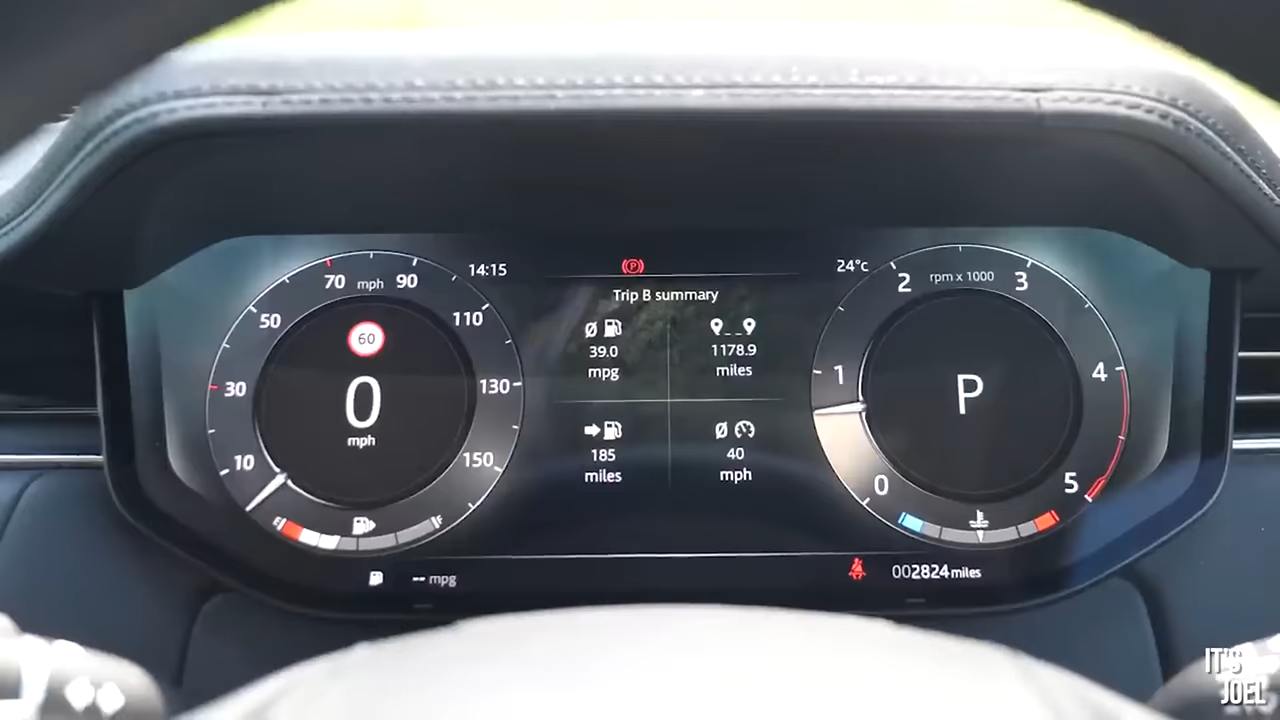 70 mph 90
14:15
50
110
60
30
0
mph
130
10
150
E
F
-- mpg
Trip B summary
39.0
mpg
1178.9
miles
185
miles
40
mph
24°c
2
rpm x 1000
3
1
4
P
0
5
002824 miles
IT'S
JOEL